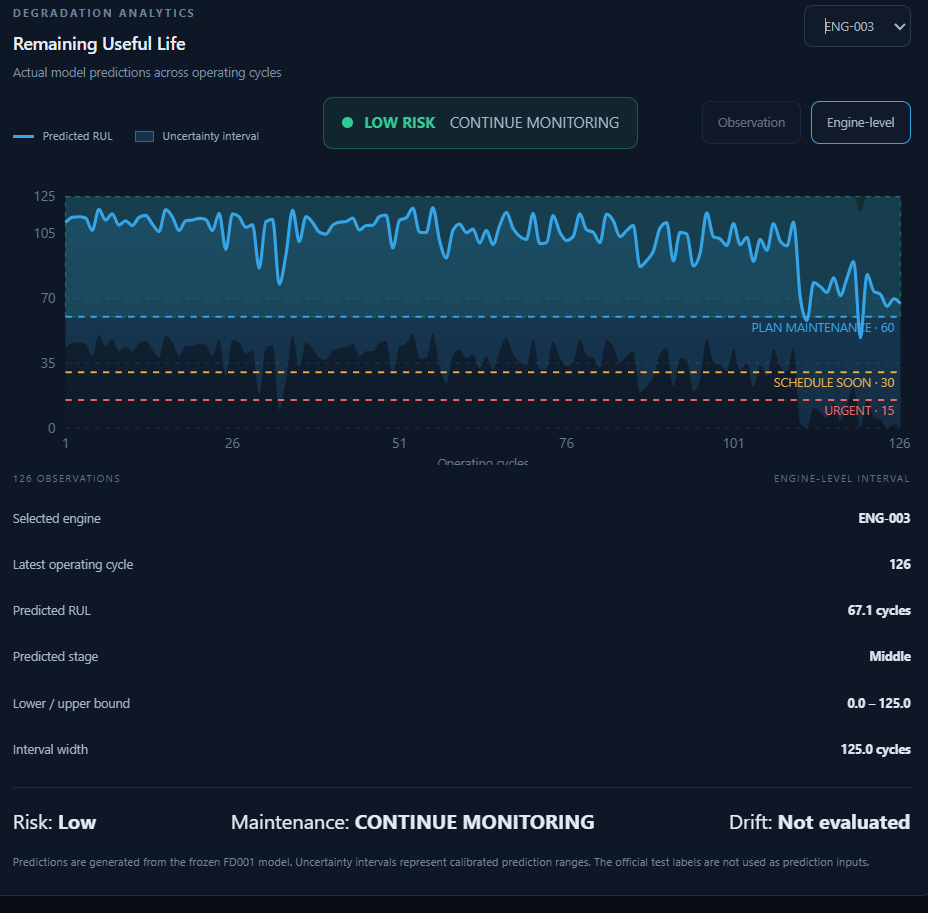 DEGRADATION ANALYTICS
Remaining Useful Life
Actual model predictions across operating cycles
ENG-003
Predicted RUL
Uncertainty interval
LOW RISK CONTINUE MONITORING
Observation
Engine-level
125
105
70
35
0
PLAN MAINTENANCE · 60
SCHEDULE SOON · 30
URGENT · 15
1 26 51 76 101 126
Operating cycles
126 OBSERVATIONS ENGINE-LEVEL INTERVAL
Selected engine ENG-003
Latest operating cycle 126
Predicted RUL 67.1 cycles
Predicted stage Middle
Lower / upper bound 0.0 – 125.0
Interval width 125.0 cycles
Risk: Low Maintenance: CONTINUE MONITORING Drift: Not evaluated
Predictions are generated from the frozen FD001 model. Uncertainty intervals represent calibrated prediction ranges. The official test labels are not used as prediction inputs.